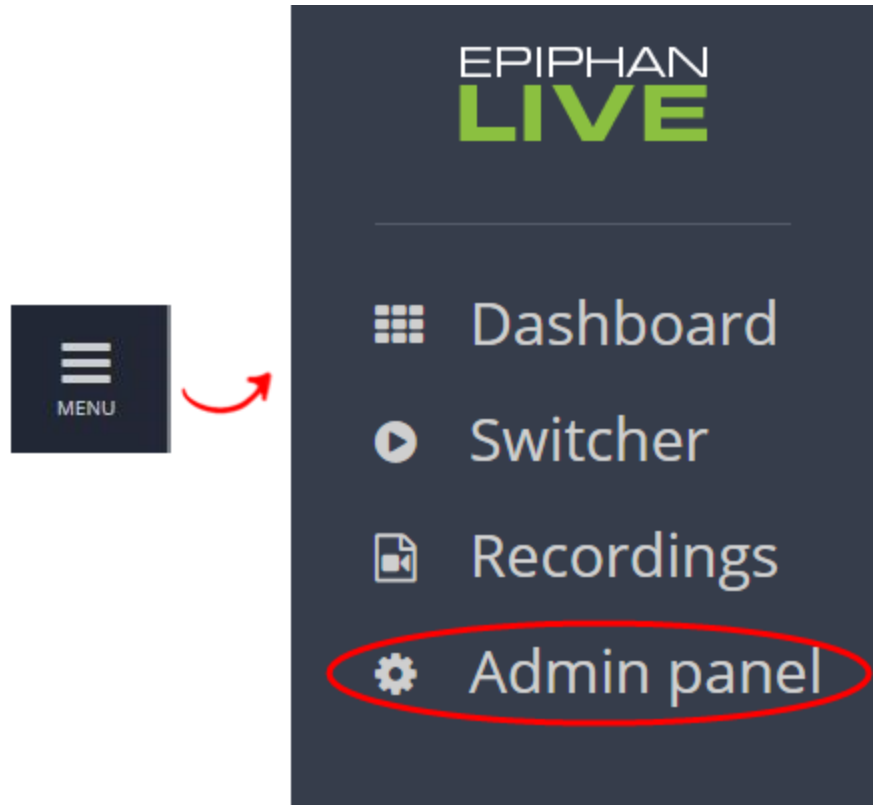 MENU
EPIPHAN
LIVE
Dashboard
Switcher
Recordings
Admin panel